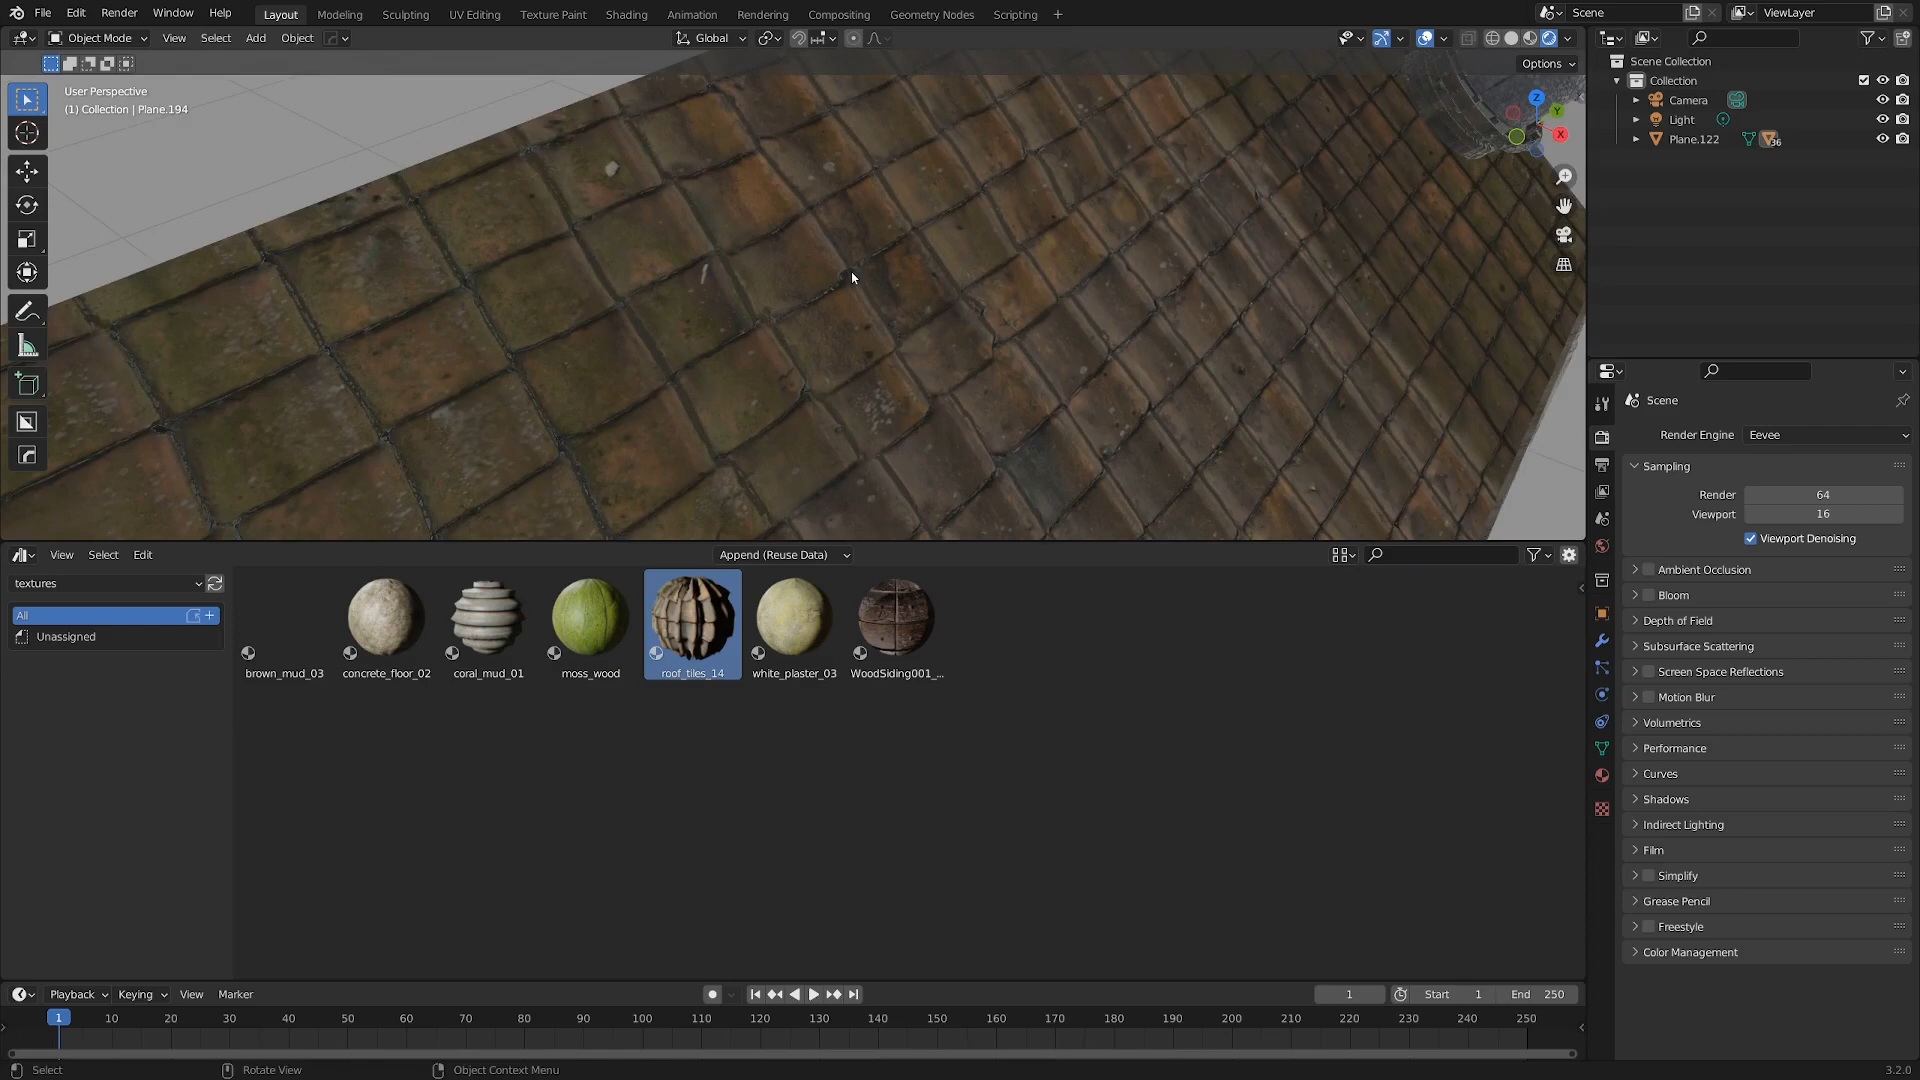 File Edit Render Window Help Layout Modeling Sculpting UV Editing Texture Paint Shading Animation Rendering Compositing Geometry Nodes Scripting + Scene ViewLayer
Object Mode View Select Add Object Global
Options
User Perspective
(1) Collection | Plane.194
Z
Y
X
Scene Collection
Collection
Camera
Light
Plane.122 36
Scene
Render Engine Eevee
Sampling
Render 64
Viewport 16
Viewport Denoising
Ambient Occlusion
Bloom
Depth of Field
Subsurface Scattering
Screen Space Reflections
Motion Blur
Volumetrics
Performance
Curves
Shadows
Indirect Lighting
Film
Simplify
Grease Pencil
Freestyle
Color Management
View Select Edit Append (Reuse Data)
textures
All
Unassigned
brown_mud_03 concrete_floor_02 coral_mud_01 moss_wood roof_tiles_14 white_plaster_03 WoodSiding001_...
Playback Keying View Marker 1 Start 1 End 250
1 10 20 30 40 50 60 70 80 90 100 110 120 130 140 150 160 170 180 190 200 210 220 230 240 250
Select Rotate View Object Context Menu 3.2.0